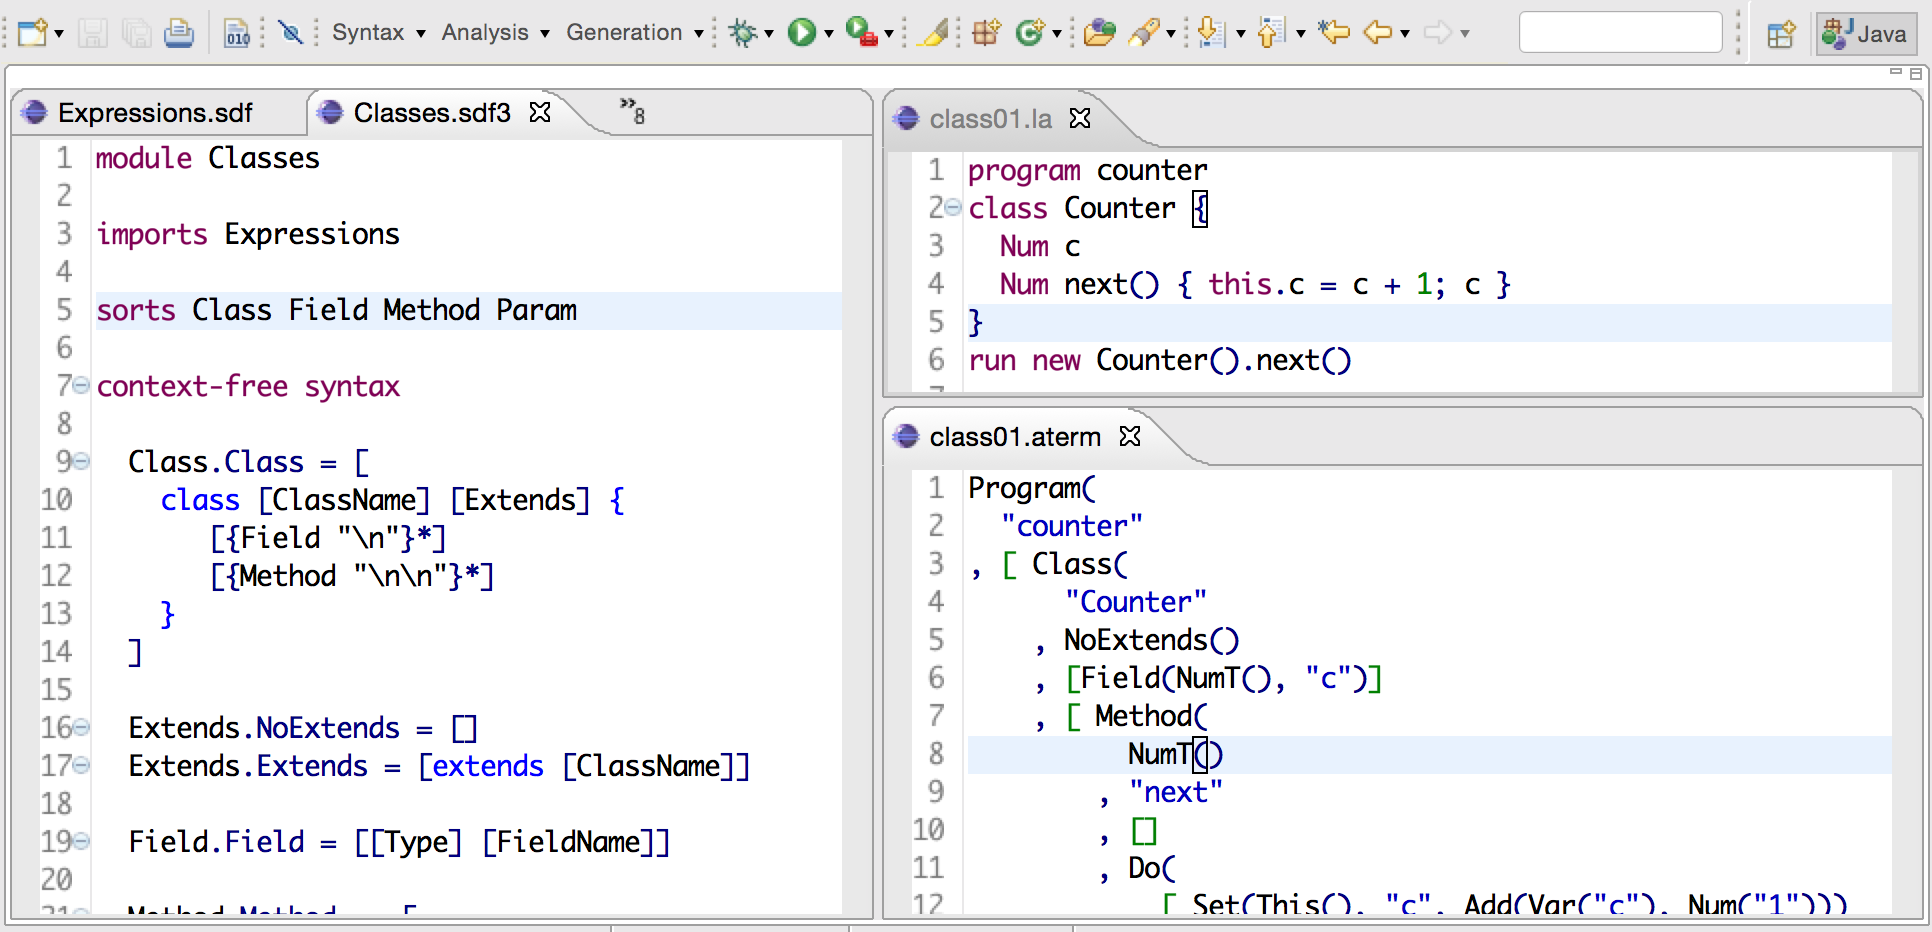 Syntax Analysis Generation Java
Expressions.sdf Classes.sdf3 »8
1 module Classes
2
3 imports Expressions
4
5 sorts Class Field Method Param
6
7 context-free syntax
8
9 Class.Class = [
10 class [ClassName] [Extends] {
11 [{Field "\n"}*]
12 [{Method "\n\n"}*]
13 }
14 ]
15
16 Extends.NoExtends = []
17 Extends.Extends = [extends [ClassName]]
18
19 Field.Field = [[Type] [FieldName]]
20
21 Method.Method = [
class01.la
1 program counter
2 class Counter {
3 Num c
4 Num next() { this.c = c + 1; c }
5 }
6 run new Counter().next()
7
class01.aterm
1 Program(
2 "counter"
3 , [ Class(
4 "Counter"
5 , NoExtends()
6 , [Field(NumT(), "c")]
7 , [ Method(
8 NumT()
9 , "next"
10 , []
11 , Do(
12 [ Set(This(), "c", Add(Var("c"), Num("1")))